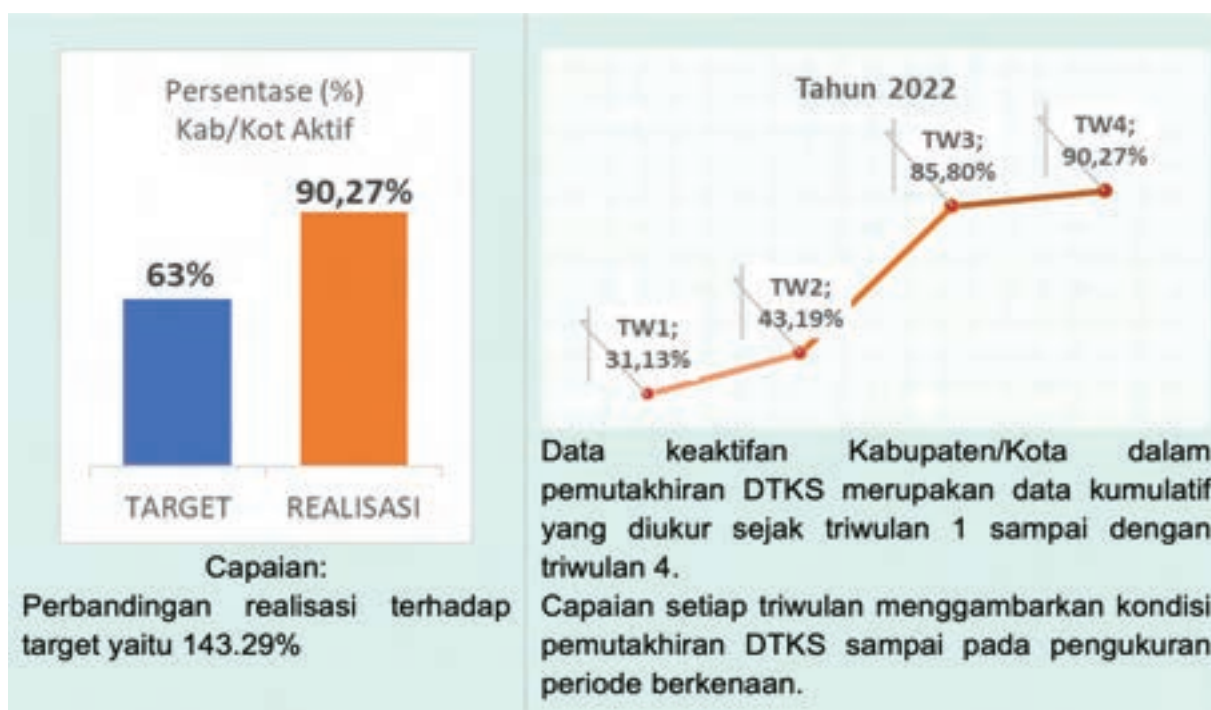 Persentase (%)
Kab/Kot Aktif
90,27%
63%
TARGET REALISASI
Capaian:
Perbandingan realisasi terhadap
target yaitu 143.29%
Tahun 2022
TW4;
90,27%
TW3;
85,80%
TW2;
43,19%
TW1;
31,13%
Data keaktifan Kabupaten/Kota dalam
pemutakhiran DTKS merupakan data kumulatif
yang diukur sejak triwulan 1 sampai dengan
triwulan 4.
Capaian setiap triwulan menggambarkan kondisi
pemutakhiran DTKS sampai pada pengukuran
periode berkenaan.